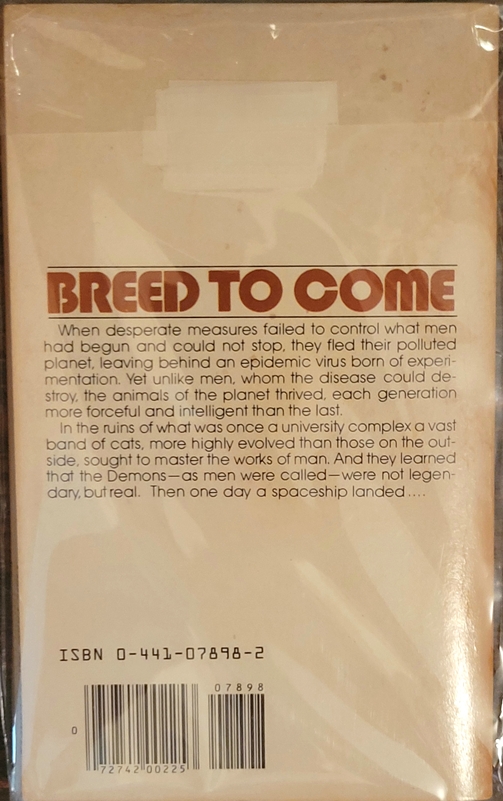 BREED TO COME
When desperate measures failed to control what men
had begun and could not stop, they fled their polluted
planet, leaving behind an epidemic virus born of experi-
mentation. Yet unlike men, whom the disease could de-
stroy, the animals of the planet thrived, each generation
more forceful and intelligent than the last.
In the ruins of what was once a university complex a vast
band of cats, more highly evolved than those on the out-
side, sought to master the works of man. And they learned
that the Demons—as men were called—were not legen-
dary, but real. Then one day a spaceship landed....
ISBN 0-441-07898-2
07898
0
72742 00225